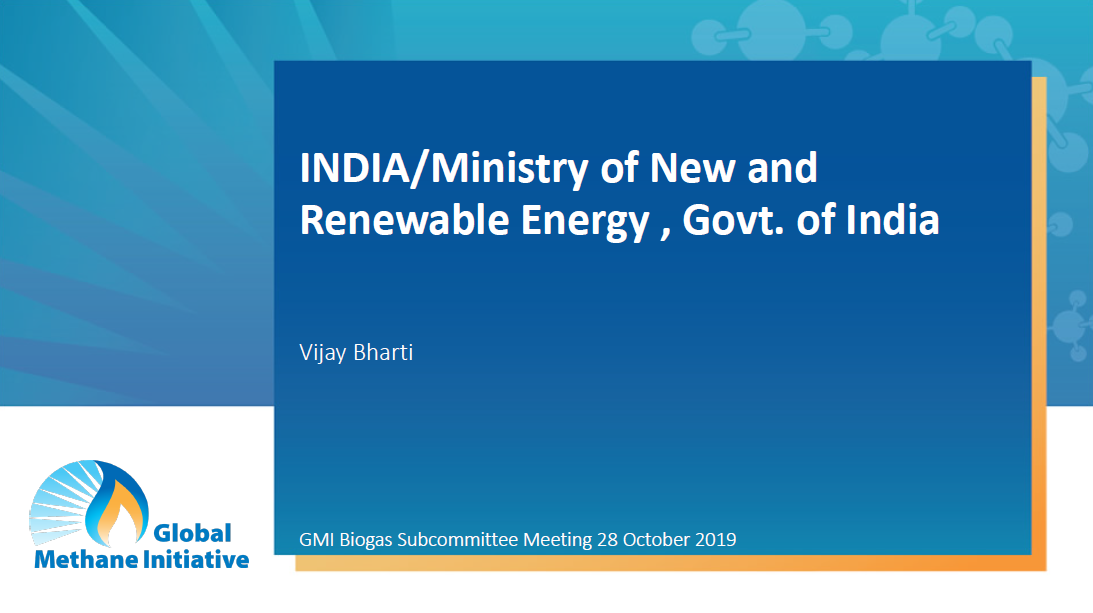 INDIA/Ministry of New and
Renewable Energy , Govt. of India
Vijay Bharti
GMI Biogas Subcommittee Meeting 28 October 2019
Global
Methane Initiative